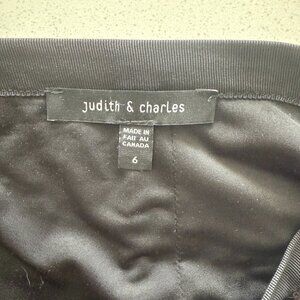 judith & charles
MADE IN
FAIT AU
CANADA
6